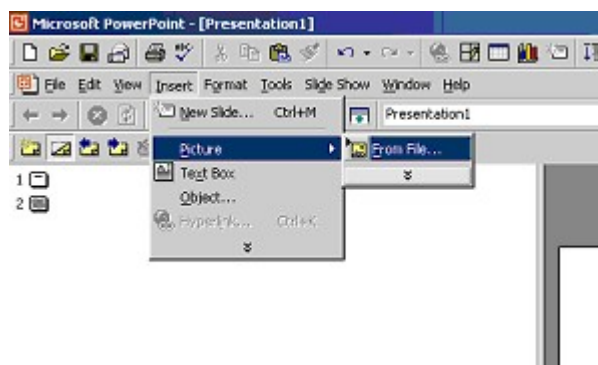 Microsoft PowerPoint - [Presentation1]
File Edit View Insert Format Tools Slide Show Window Help
New Slide... Ctrl+M
Presentation1
Picture
From File...
Text Box
Object...
Hyperlink... Ctrl+K
1
2